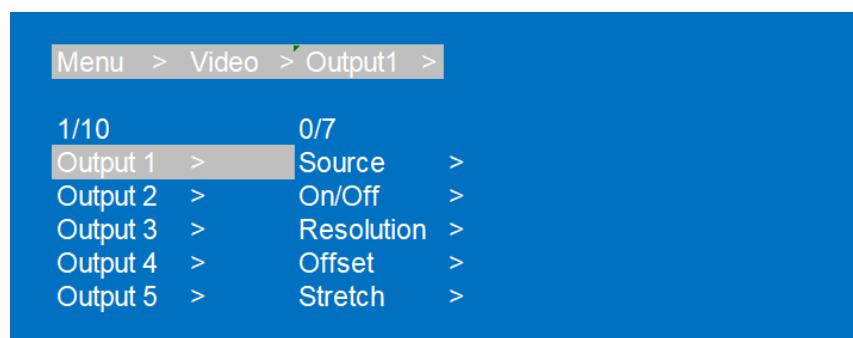 Menu > Video > Output1 >
1/10 0/7
Output 1 > Source >
Output 2 > On/Off >
Output 3 > Resolution >
Output 4 > Offset >
Output 5 > Stretch >